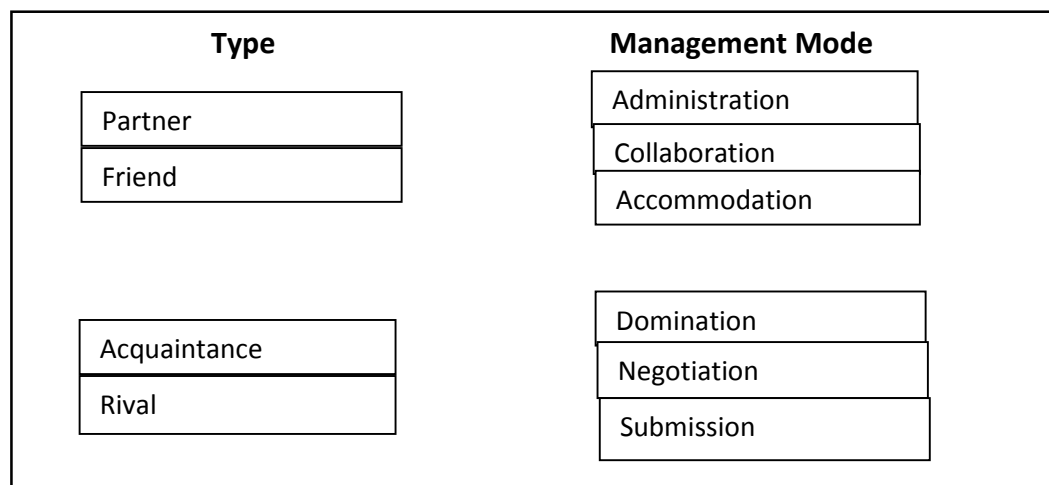 Type
Management Mode
Partner
Friend
Administration
Collaboration
Accommodation
Acquaintance
Rival
Domination
Negotiation
Submission